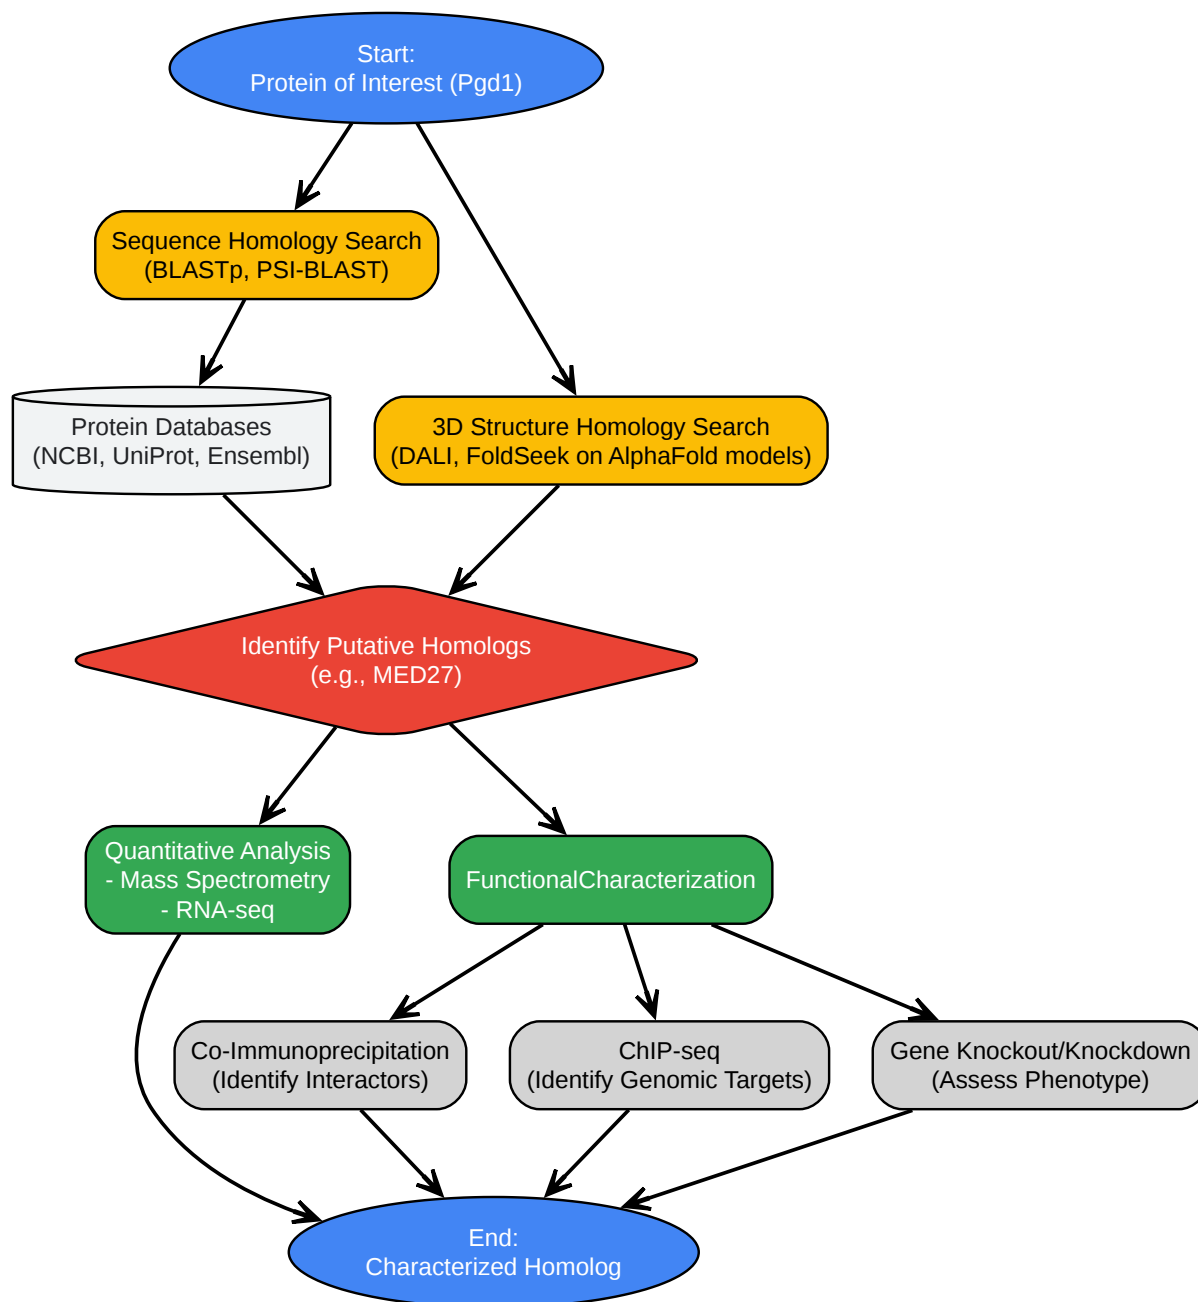 Start:
Protein of Interest (Pgd1)
Sequence Homology Search
(BLASTp, PSI-BLAST)
Protein Databases
(NCBI, UniProt, Ensembl)
3D Structure Homology Search
(DALI, FoldSeek on AlphaFold models)
Identify Putative Homologs
(e.g., MED27)
Quantitative Analysis
- Mass Spectrometry
- RNA-seq
FunctionalCharacterization
Co-Immunoprecipitation
(Identify Interactors)
ChIP-seq
(Identify Genomic Targets)
Gene Knockout/Knockdown
(Assess Phenotype)
End:
Characterized Homolog